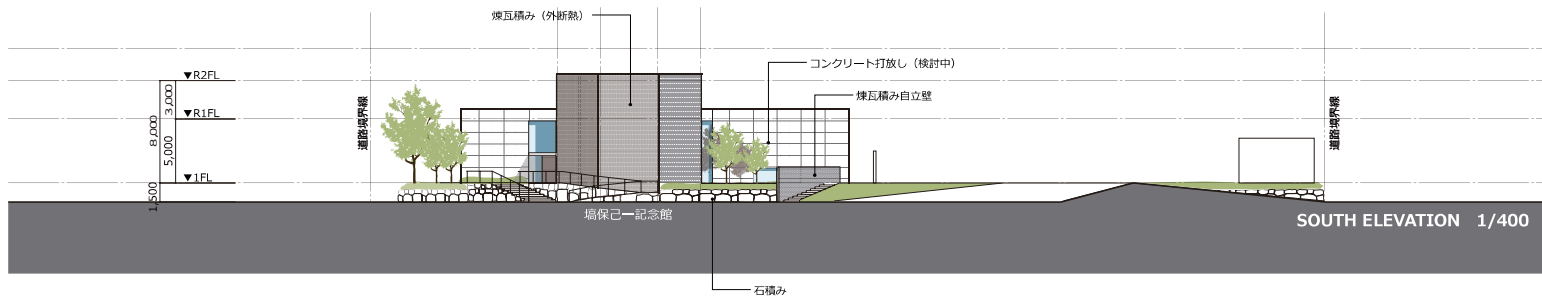 煉瓦積み（外断熱）
コンクリート打放し（検討中）
煉瓦積み自立壁
▼R2FL
▼R1FL
▼1FL
3,000
8,000
5,000
1,500
道路境界線
道路境界線
塙保己一記念館
石積み
SOUTH ELEVATION 1/400